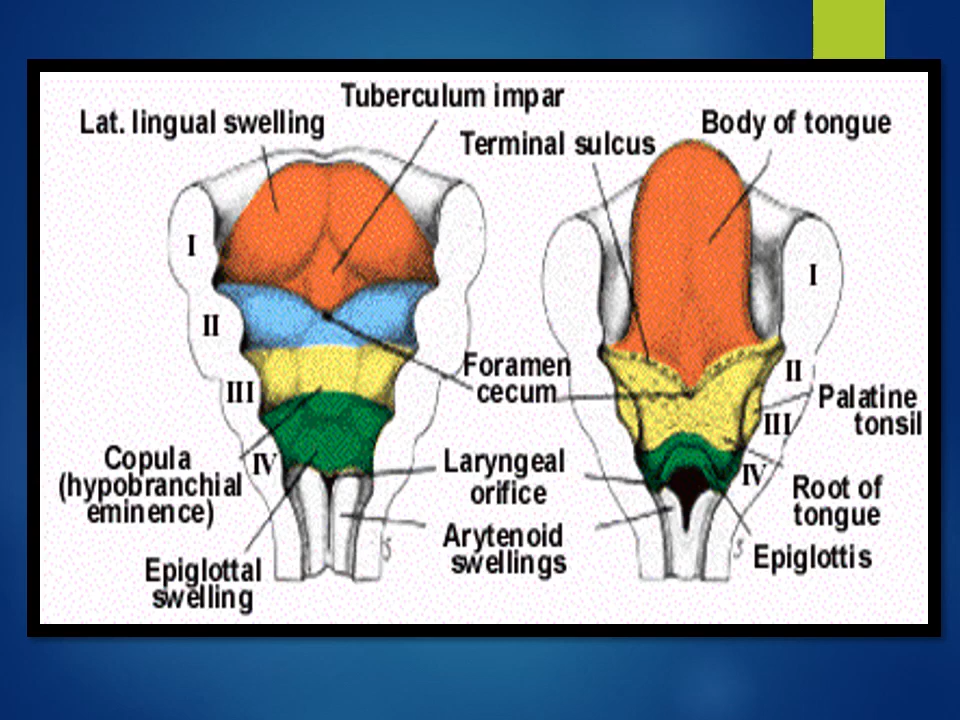 Tuberculum impar
Lat. lingual swelling
Terminal sulcus
Body of tongue
I
II
III
IV
Foramen
cecum
Copula
(hypobranchial
eminence)
Epiglottal
swelling
Laryngeal
orifice
Arytenoid
swellings
I
II
III
IV
Palatine
tonsil
Root of
tongue
Epiglottis